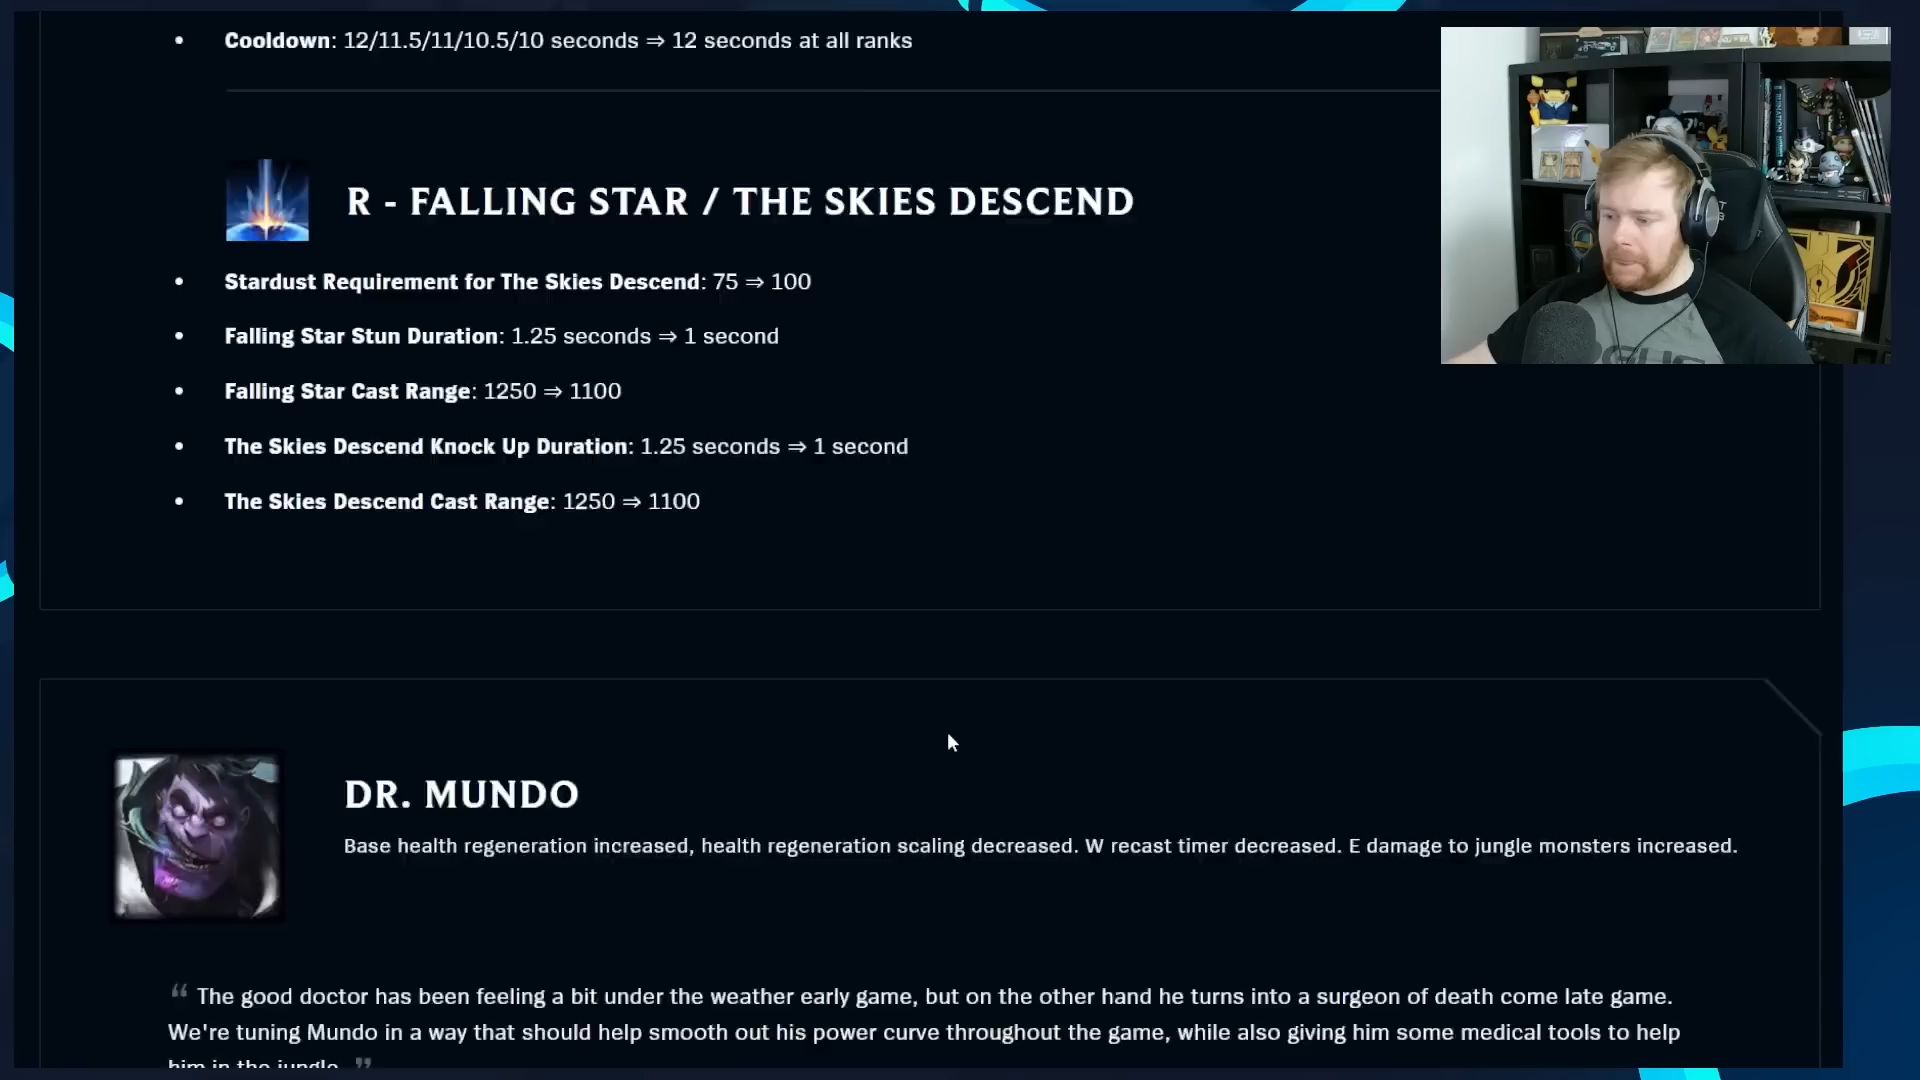 • Cooldown: 12/11.5/11/10.5/10 seconds ⇒ 12 seconds at all ranks
R - FALLING STAR / THE SKIES DESCEND
• Stardust Requirement for The Skies Descend: 75 ⇒ 100
• Falling Star Stun Duration: 1.25 seconds ⇒ 1 second
• Falling Star Cast Range: 1250 ⇒ 1100
• The Skies Descend Knock Up Duration: 1.25 seconds ⇒ 1 second
• The Skies Descend Cast Range: 1250 ⇒ 1100
DR. MUNDO
Base health regeneration increased, health regeneration scaling decreased. W recast timer decreased. E damage to jungle monsters increased.
“ The good doctor has been feeling a bit under the weather early game, but on the other hand he turns into a surgeon of death come late game.
We're tuning Mundo in a way that should help smooth out his power curve throughout the game, while also giving him some medical tools to help
him in the jungle. ”